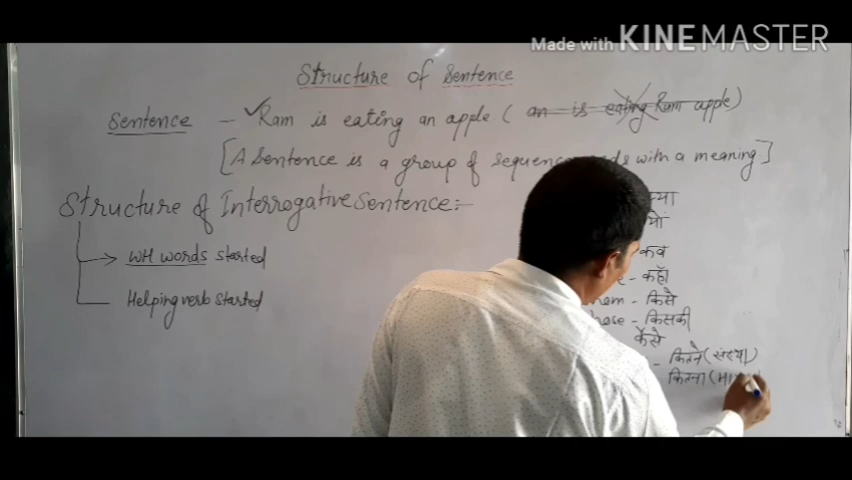 Made with KINEMASTER
Structure of Sentence
Sentence - ✓Ram is eating an apple ( an is eating Ram apple)
[A Sentence is a group of sequence with a meaning]
Structure of Interrogative Sentence:-
कब
WH words started
- कहाँ
- किसे
Helping verb started
- किसकी
कैसे
- कितने (संख्या)
कितना (